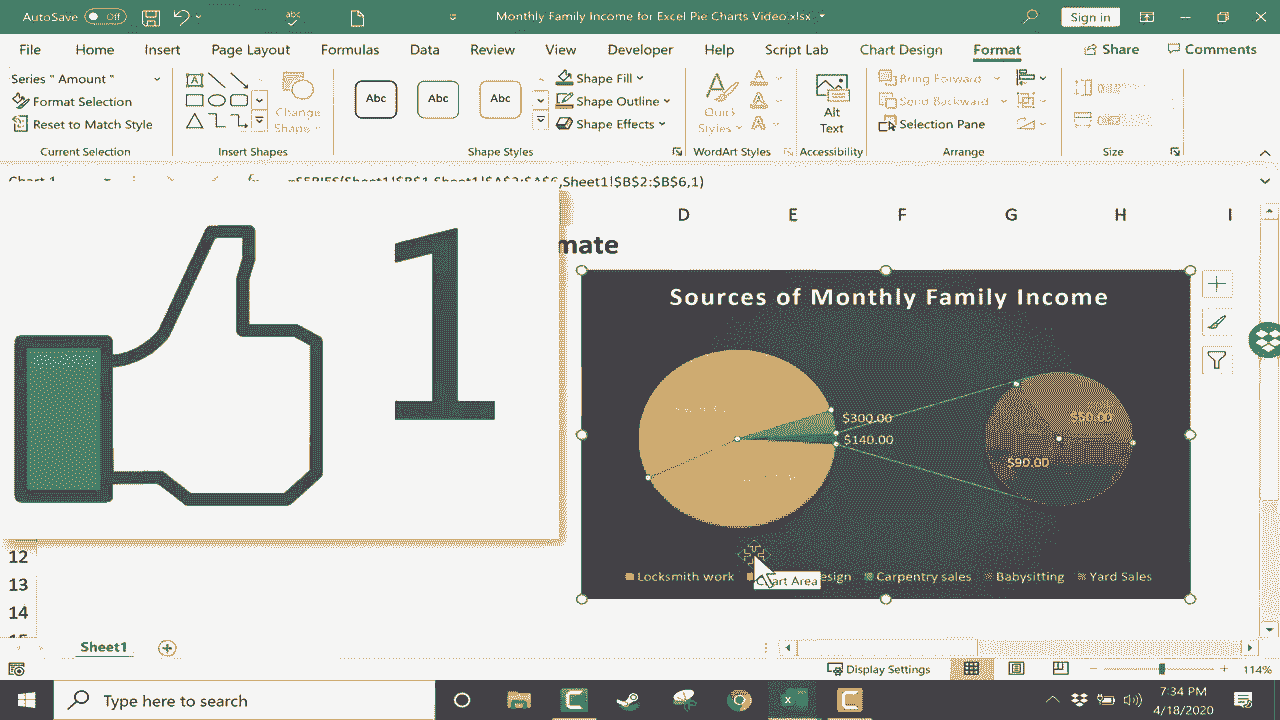 AutoSave Off
Monthly Family Income for Excel Pie Charts Video.xlsx
Sign in
File Home Insert Page Layout Formulas Data Review View Developer Help Script Lab Chart Design Format Share Comments
Series "Amount"
Format Selection
Reset to Match Style
Current Selection
Change
Shape
Insert Shapes
Abc Abc Abc
Shape Fill
Shape Outline
Shape Effects
Shape Styles
Quick
Styles
WordArt Styles
Alt
Text
Accessibility
Bring Forward
Send Backward
Selection Pane
Arrange
Size
Chart 1
=SERIES(Sheet1!$B$1,Sheet1!$A$2:$A$6,Sheet1!$B$2:$B$6,1)
D E F G H I
mate
1
Sources of Monthly Family Income
$300.00
$140.00
$50.00
$90.00
Locksmith work
esign
Carpentry sales
Babysitting
Yard Sales
Chart Area
12
13
14
15
Sheet1
Display Settings
114%
Type here to search
7:34 PM
4/18/2020